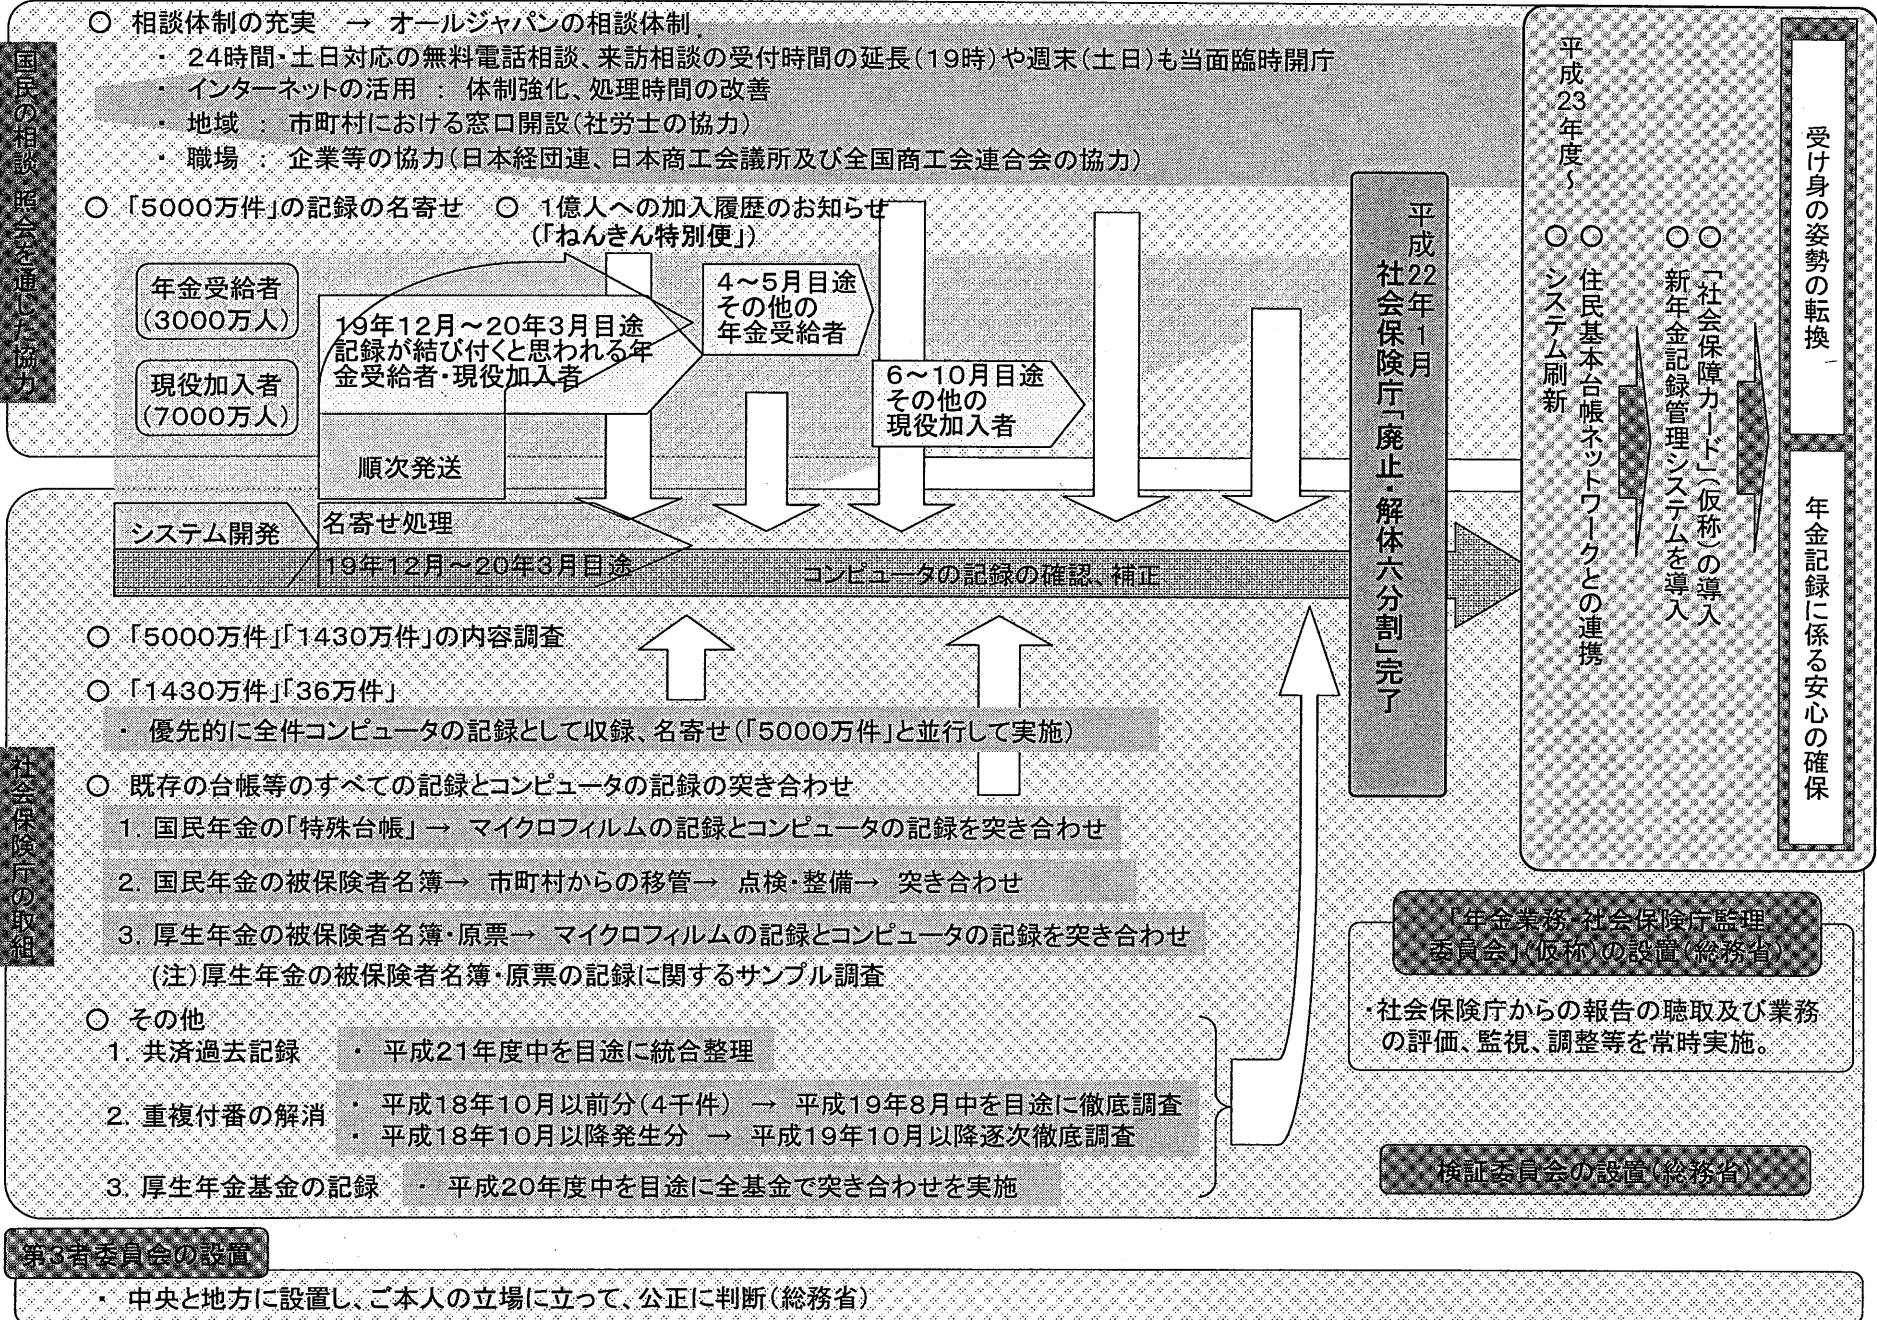 国民の相談・照会を通じた協力
○ 相談体制の充実 → オールジャパンの相談体制
・ 24時間・土日対応の無料電話相談、来訪相談の受付時間の延長(19時)や週末(土日)も当面臨時開庁
・ インターネットの活用 : 体制強化、処理時間の改善
・ 地域 : 市町村における窓口開設(社労士の協力)
・ 職場 : 企業等の協力(日本経団連、日本商工会議所及び全国商工会連合会の協力)
○「5000万件」の記録の名寄せ
○ 1億人への加入履歴のお知らせ
(「ねんきん特別便」)
年金受給者
(3000万人)
現役加入者
(7000万人)
19年12月~20年3月目途
記録が結び付くと思われる年
金受給者・現役加入者
順次発送
4~5月目途
その他の
年金受給者
6~10月目途
その他の
現役加入者
システム開発
名寄せ処理
19年12月~20年3月目途
コンピュータの記録の確認、補正
社会保険庁の取組
○「5000万件」「1430万件」の内容調査
○「1430万件」「36万件」
・ 優先的に全件コンピュータの記録として収録、名寄せ(「5000万件」と並行して実施)
○ 既存の台帳等のすべての記録とコンピュータの記録の突き合わせ
1. 国民年金の「特殊台帳」→ マイクロフィルムの記録とコンピュータの記録を突き合わせ
2. 国民年金の被保険者名簿→ 市町村からの移管→ 点検・整備→ 突き合わせ
3. 厚生年金の被保険者名簿・原票→ マイクロフィルムの記録とコンピュータの記録を突き合わせ
(注)厚生年金の被保険者名簿・原票の記録に関するサンプル調査
○ その他
1. 共済過去記録
・ 平成21年度中を目途に統合整理
2. 重複付番の解消
・ 平成18年10月以前分(4千件) → 平成19年8月中を目途に徹底調査
・ 平成18年10月以降発生分 → 平成19年10月以降逐次徹底調査
3. 厚生年金基金の記録
・ 平成20年度中を目途に全基金で突き合わせを実施
平成22年1月
社会保険庁「廃止・解体六分割」完了
平成23年度~
○ システム刷新
○ 住民基本台帳ネットワークとの連携
○ 新年金記録管理システムを導入
○ 「社会保障カード」(仮称)の導入
受け身の姿勢の転換
年金記録に係る安心の確保
「年金業務・社会保険庁監理
委員会」(仮称)の設置(総務省)
・社会保険庁からの報告の聴取及び業務
の評価、監視、調整等を常時実施。
検証委員会の設置(総務省)
第3者委員会の設置
・ 中央と地方に設置し、ご本人の立場に立って、公正に判断(総務省)